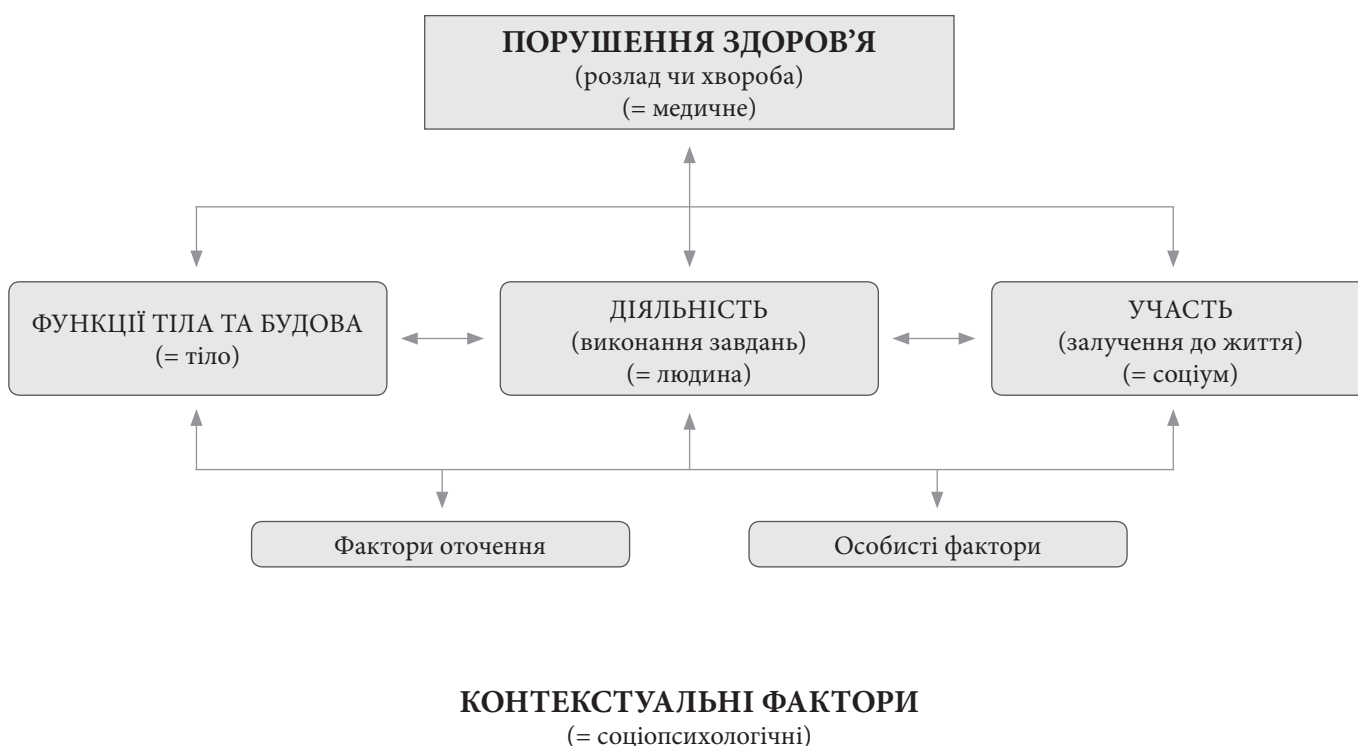 ПОРУШЕННЯ ЗДОРОВ’Я
(розлад чи хвороба)
(= медичне)
ФУНКЦІЇ ТІЛА ТА БУДОВА
(= тіло)
ДІЯЛЬНІСТЬ
(виконання завдань)
(= людина)
УЧАСТЬ
(залучення до життя)
(= соціум)
Фактори оточення
Особисті фактори
КОНТЕКСТУАЛЬНІ ФАКТОРИ
(= соціопсихологічні)